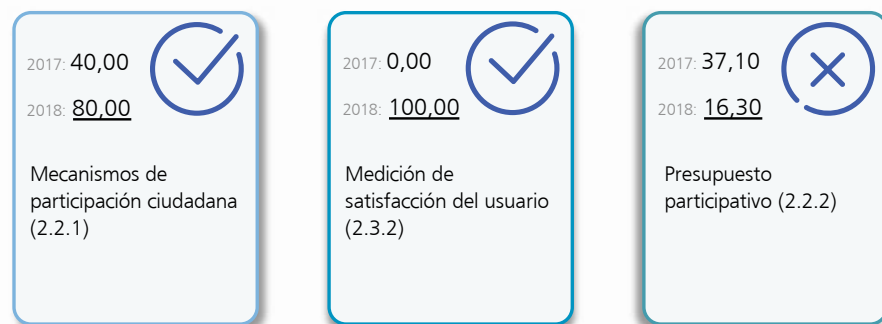 2017: 40,00
2018: 80,00
Mecanismos de
participación ciudadana
(2.2.1)
2017: 0,00
2018: 100,00
Medición de
satisfacción del usuario
(2.3.2)
2017: 37,10
2018: 16,30
Presupuesto
participativo (2.2.2)